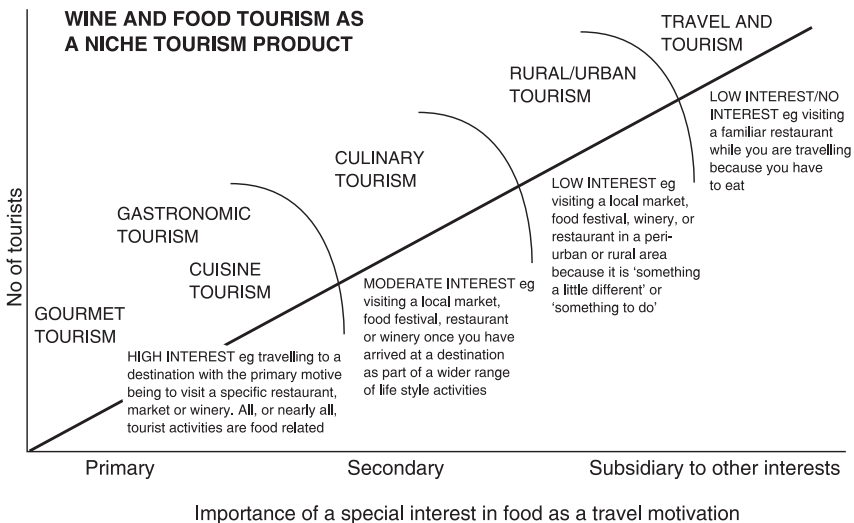 WINE AND FOOD TOURISM AS
A NICHE TOURISM PRODUCT
TRAVEL AND
TOURISM
RURAL/URBAN
TOURISM
LOW INTEREST/NO
INTEREST eg visiting
a familiar restaurant
while you are travelling
because you have
to eat
CULINARY
TOURISM
LOW INTEREST eg
visiting a local market,
food festival, winery, or
restaurant in a peri-
urban or rural area
because it is ‘something
a little different’ or
‘something to do’
GASTRONOMIC
TOURISM
CUISINE
TOURISM
MODERATE INTEREST eg
visiting a local market,
food festival, restaurant
or winery once you have
arrived at a destination
as part of a wider range
of life style activities
GOURMET
TOURISM
HIGH INTEREST eg travelling to a
destination with the primary motive
being to visit a specific restaurant,
market or winery. All, or nearly all,
tourist activities are food related
No of tourists
Primary
Secondary
Subsidiary to other interests
Importance of a special interest in food as a travel motivation